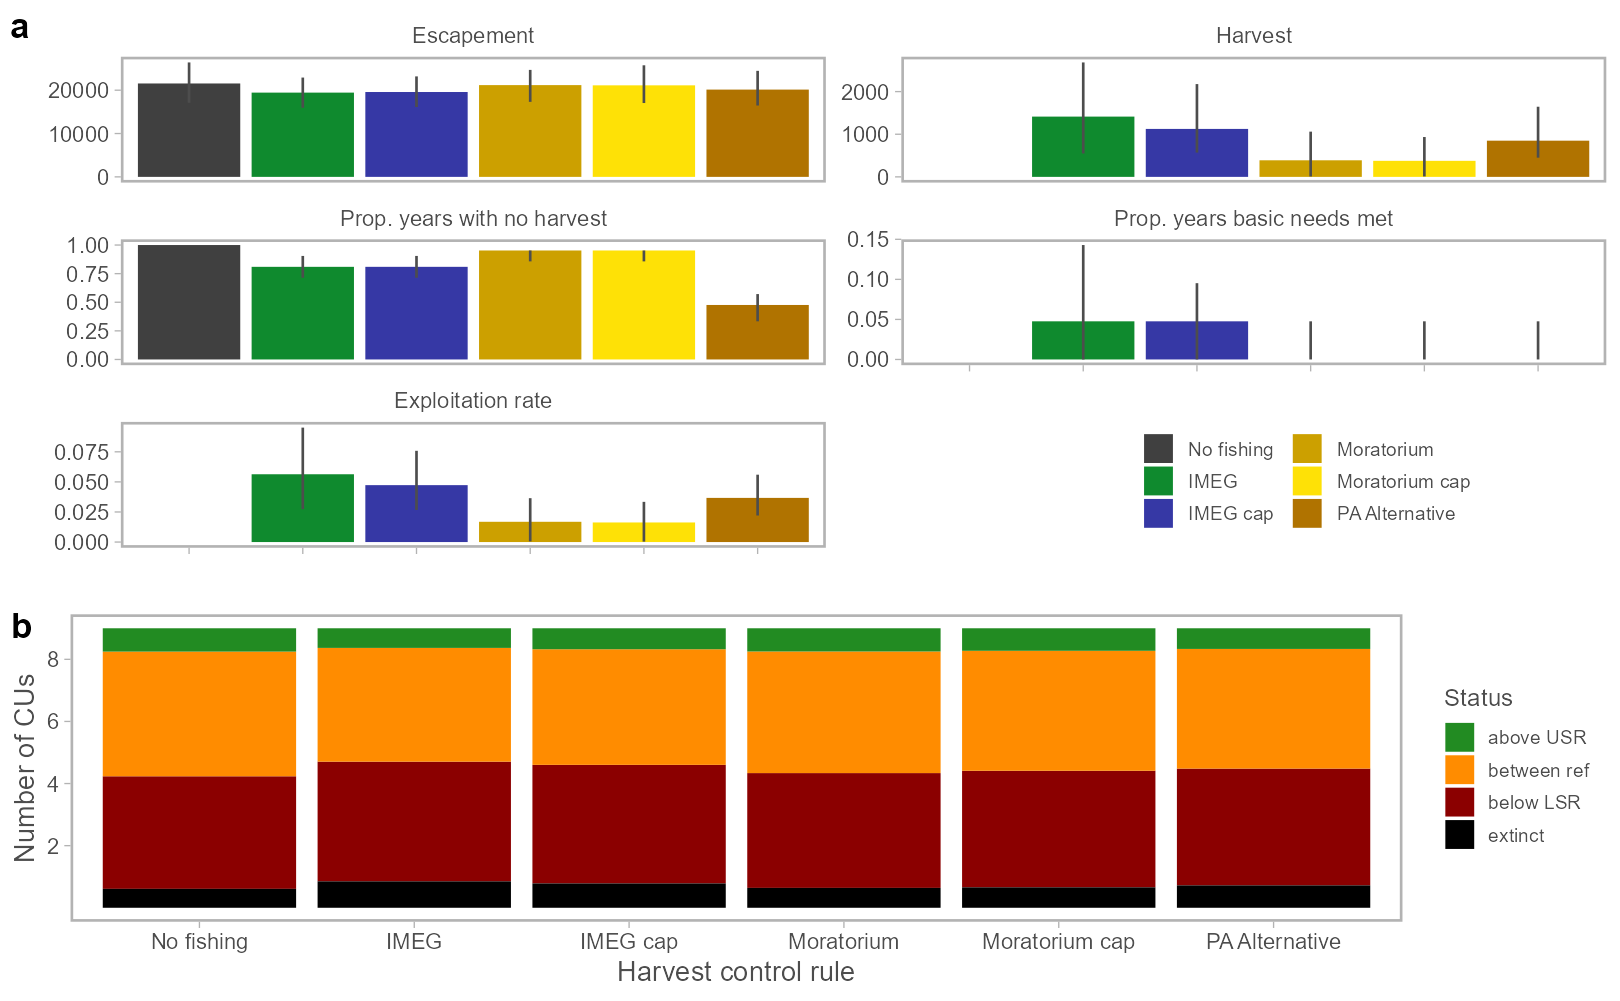 a
Escapement
20000
10000
0
Harvest
2000
1000
0
Prop. years with no harvest
1.00
0.75
0.50
0.25
0.00
Prop. years basic needs met
0.15
0.10
0.05
0.00
Exploitation rate
0.075
0.050
0.025
0.000
No fishing
IMEG
IMEG cap
Moratorium
Moratorium cap
PA Alternative
b
Number of CUs
8
6
4
2
No fishing
IMEG
IMEG cap
Moratorium
Moratorium cap
PA Alternative
Harvest control rule
Status
above USR
between ref
below LSR
extinct